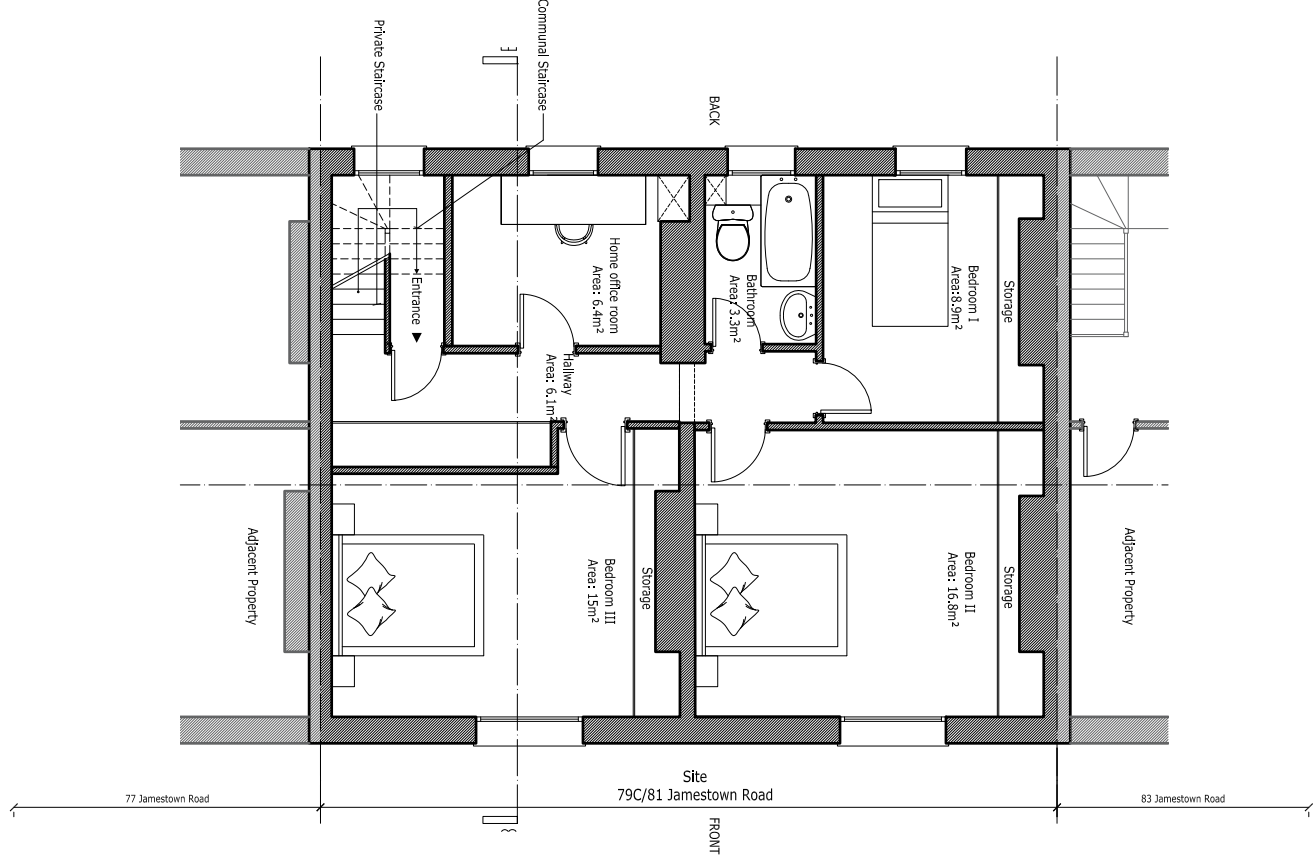 Private Staircase
Communal Staircase
BACK
Entrance
Home office room
Area: 6.4m²
Bathroom
Area: 3.3m²
Bedroom I
Area:8.9m²
Storage
Hallway
Area: 6.1m²
Adjacent Property
Bedroom III
Area: 15m²
Storage
Bedroom II
Area: 16.8m²
Storage
Adjacent Property
Site
79C/81 Jamestown Road
77 Jamestown Road
83 Jamestown Road
FRONT